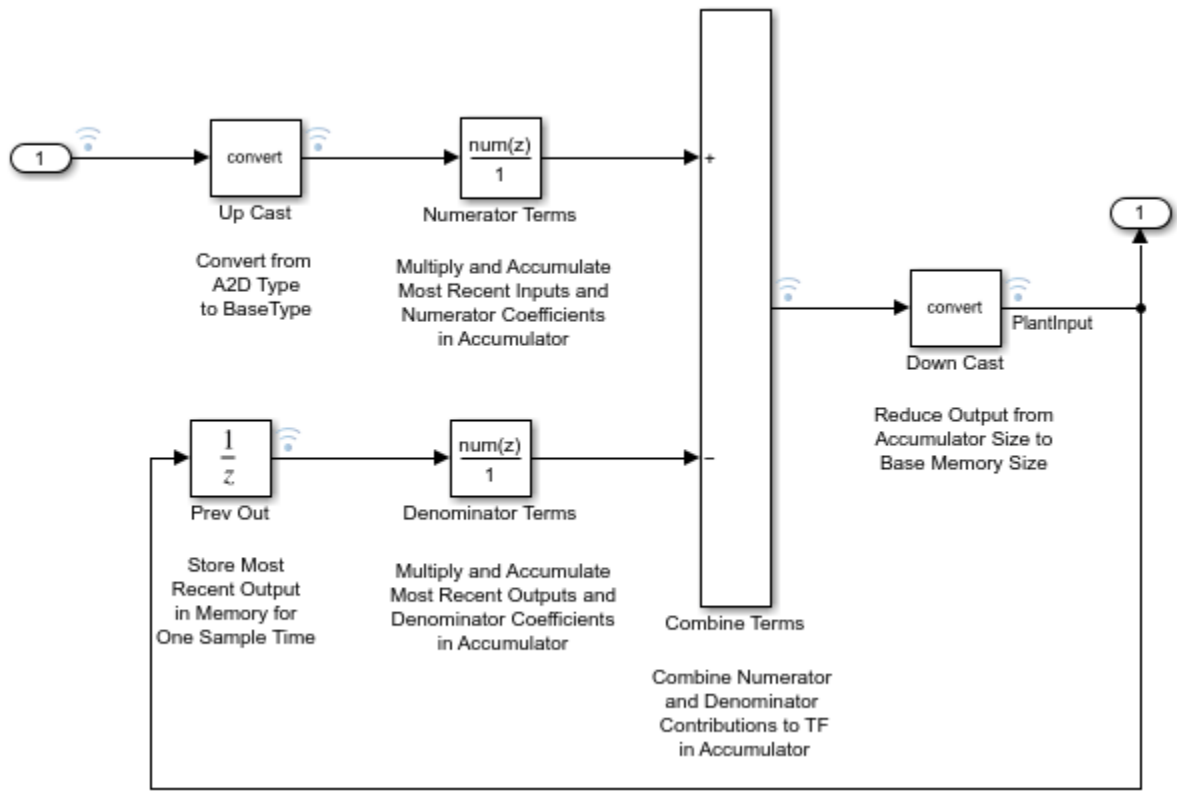 1
convert
Up Cast
Convert from
A2D Type
to BaseType
num(z)
1
Numerator Terms
Multiply and Accumulate
Most Recent Inputs and
Numerator Coefficients
in Accumulator
+
1
z
Prev Out
Store Most
Recent Output
in Memory for
One Sample Time
num(z)
1
Denominator Terms
Multiply and Accumulate
Most Recent Outputs and
Denominator Coefficients
in Accumulator
−
Combine Terms
Combine Numerator
and Denominator
Contributions to TF
in Accumulator
convert
Down Cast
Reduce Output from
Accumulator Size to
Base Memory Size
PlantInput
1